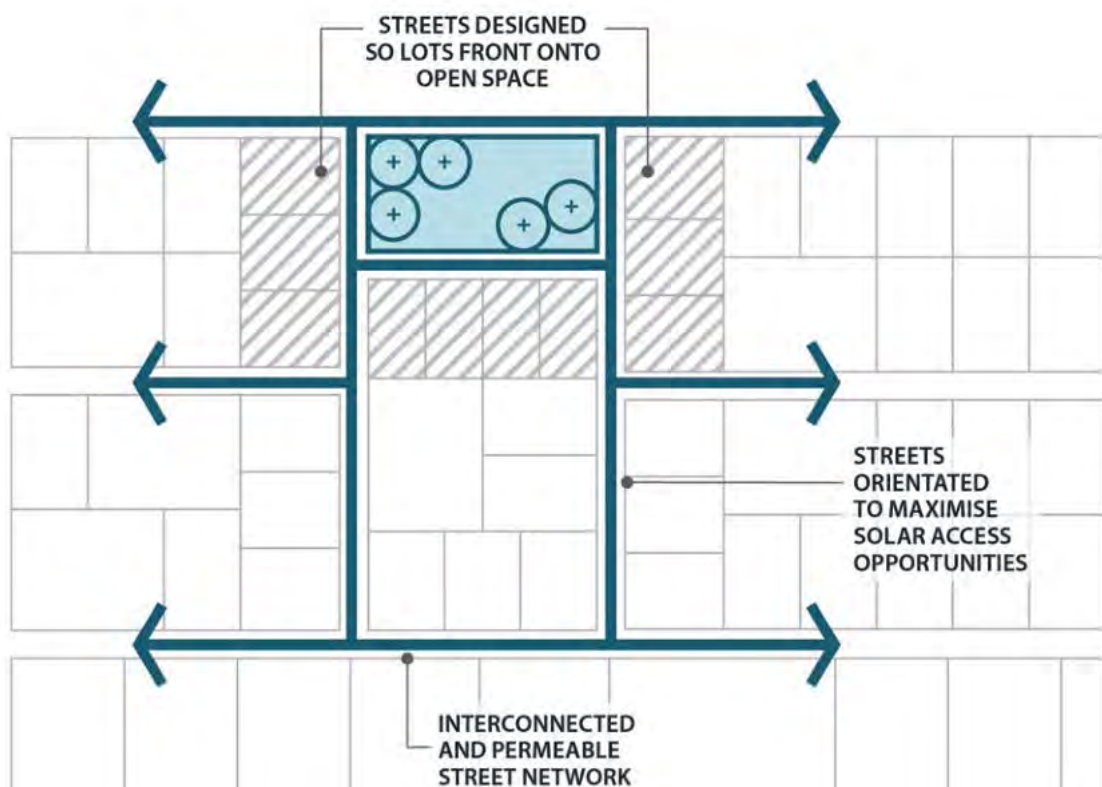 STREETS DESIGNED
SO LOTS FRONT ONTO
OPEN SPACE
STREETS
ORIENTATED
TO MAXIMISE
SOLAR ACCESS
OPPORTUNITIES
INTERCONNECTED
AND PERMEABLE
STREET NETWORK